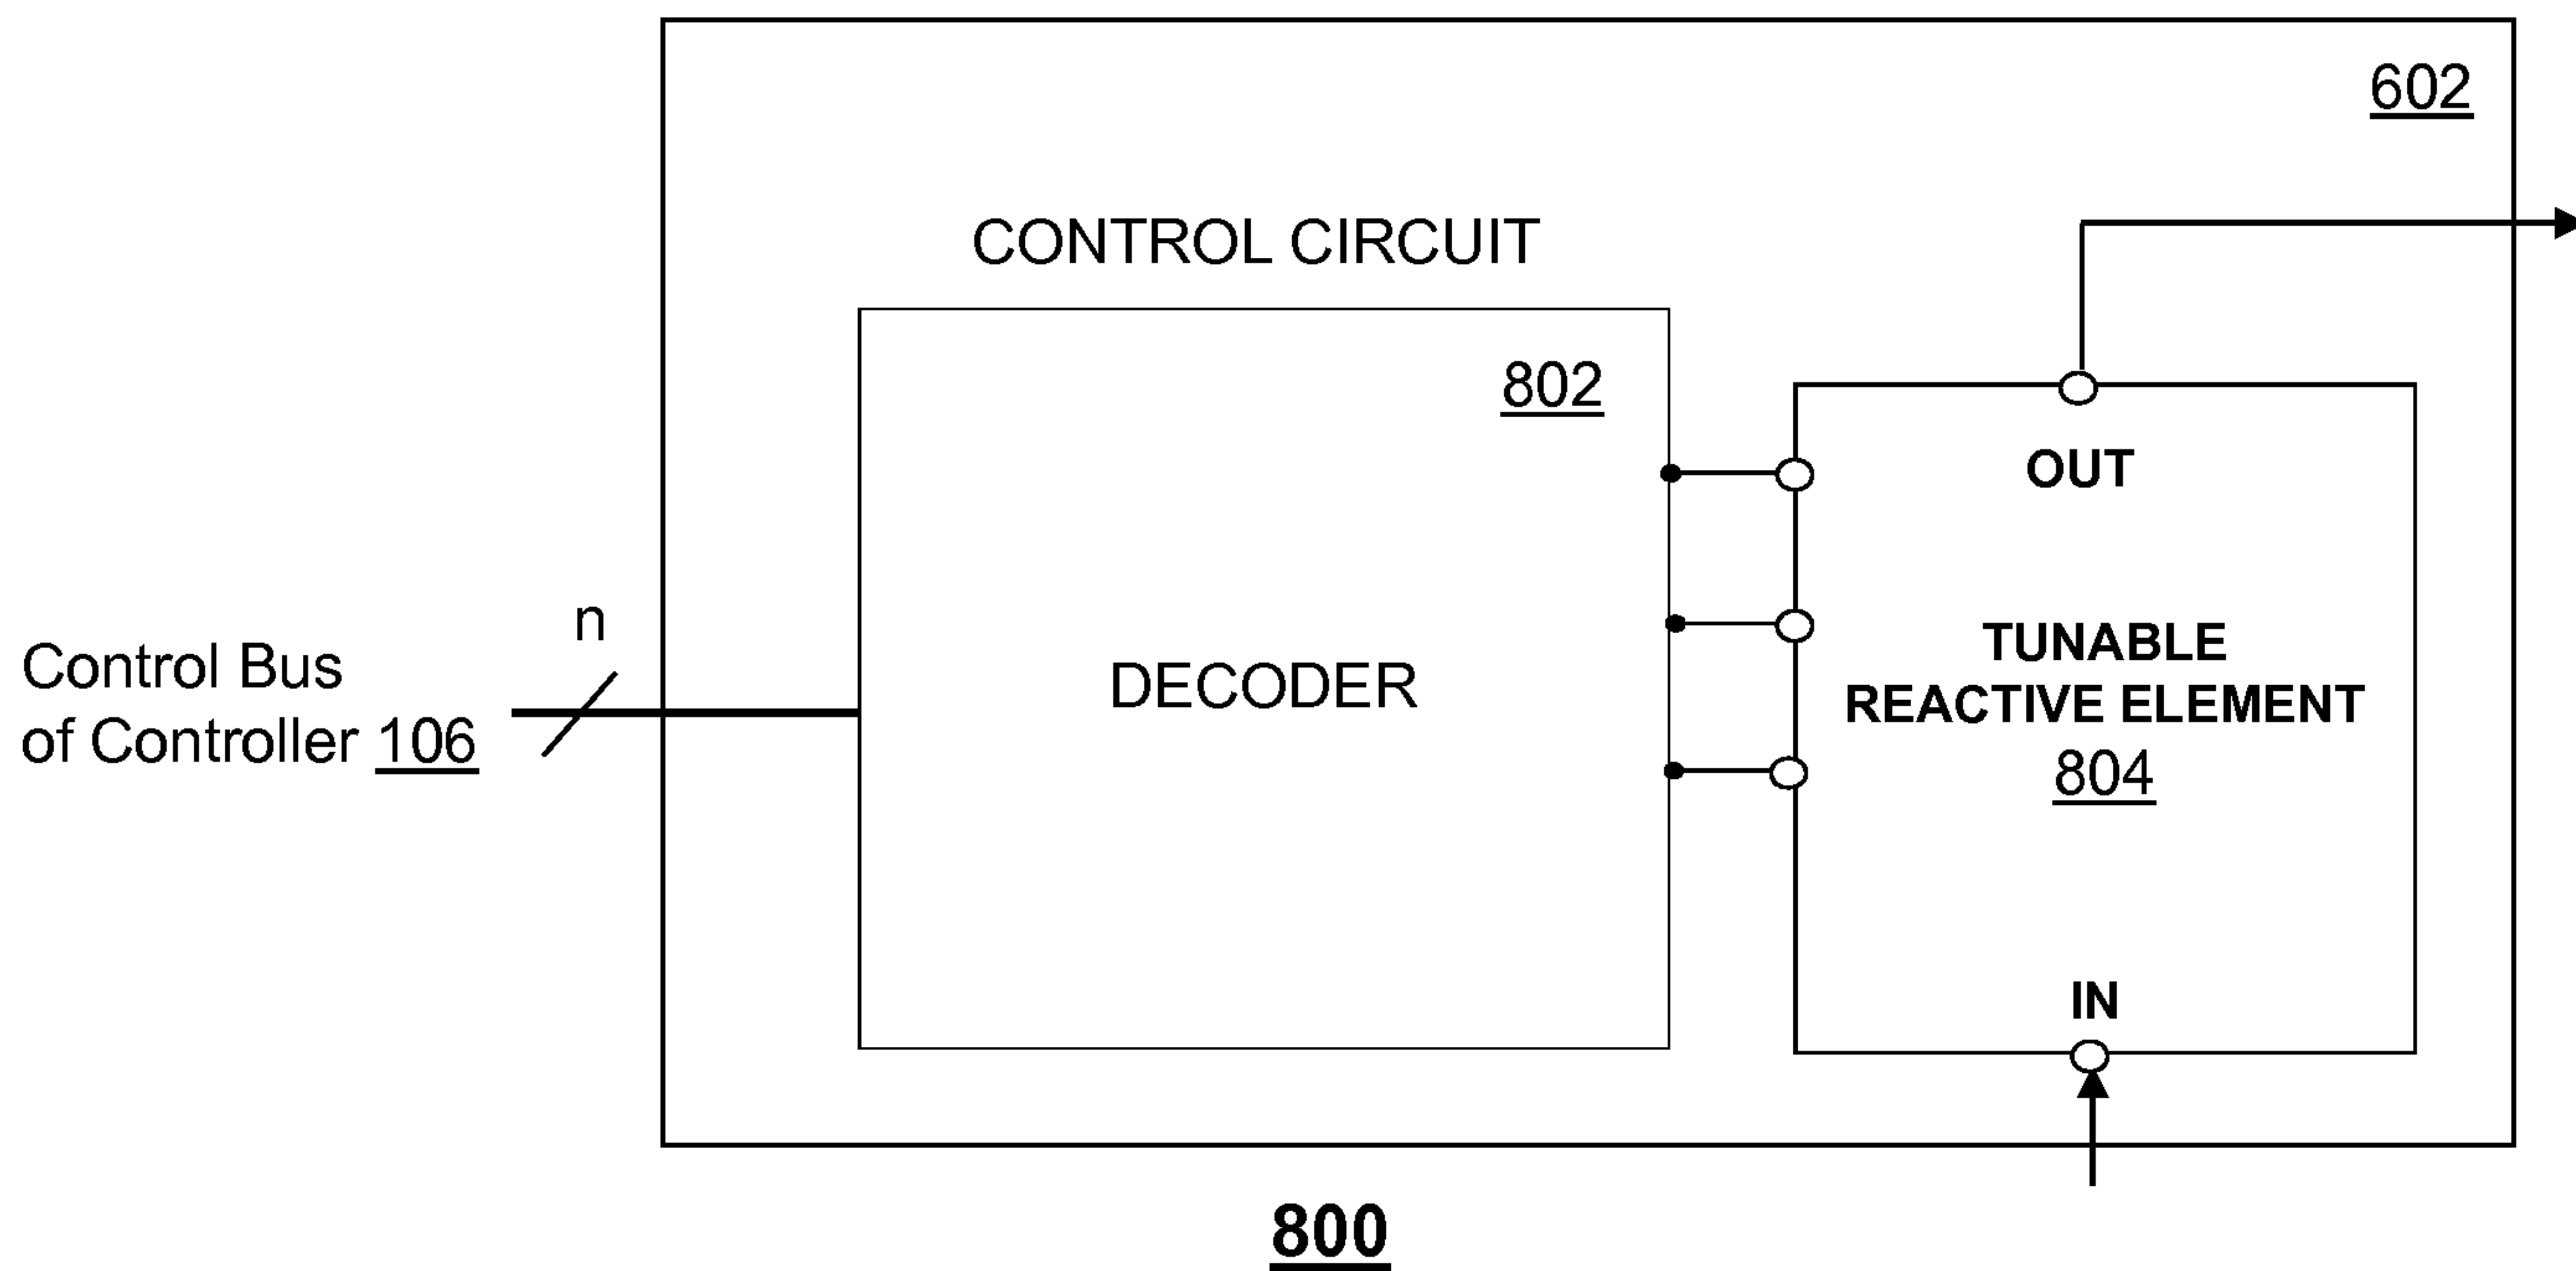 602
CONTROL CIRCUIT
802
OUT
n
Control Bus
of Controller 106
DECODER
TUNABLE
REACTIVE ELEMENT
804
IN
800